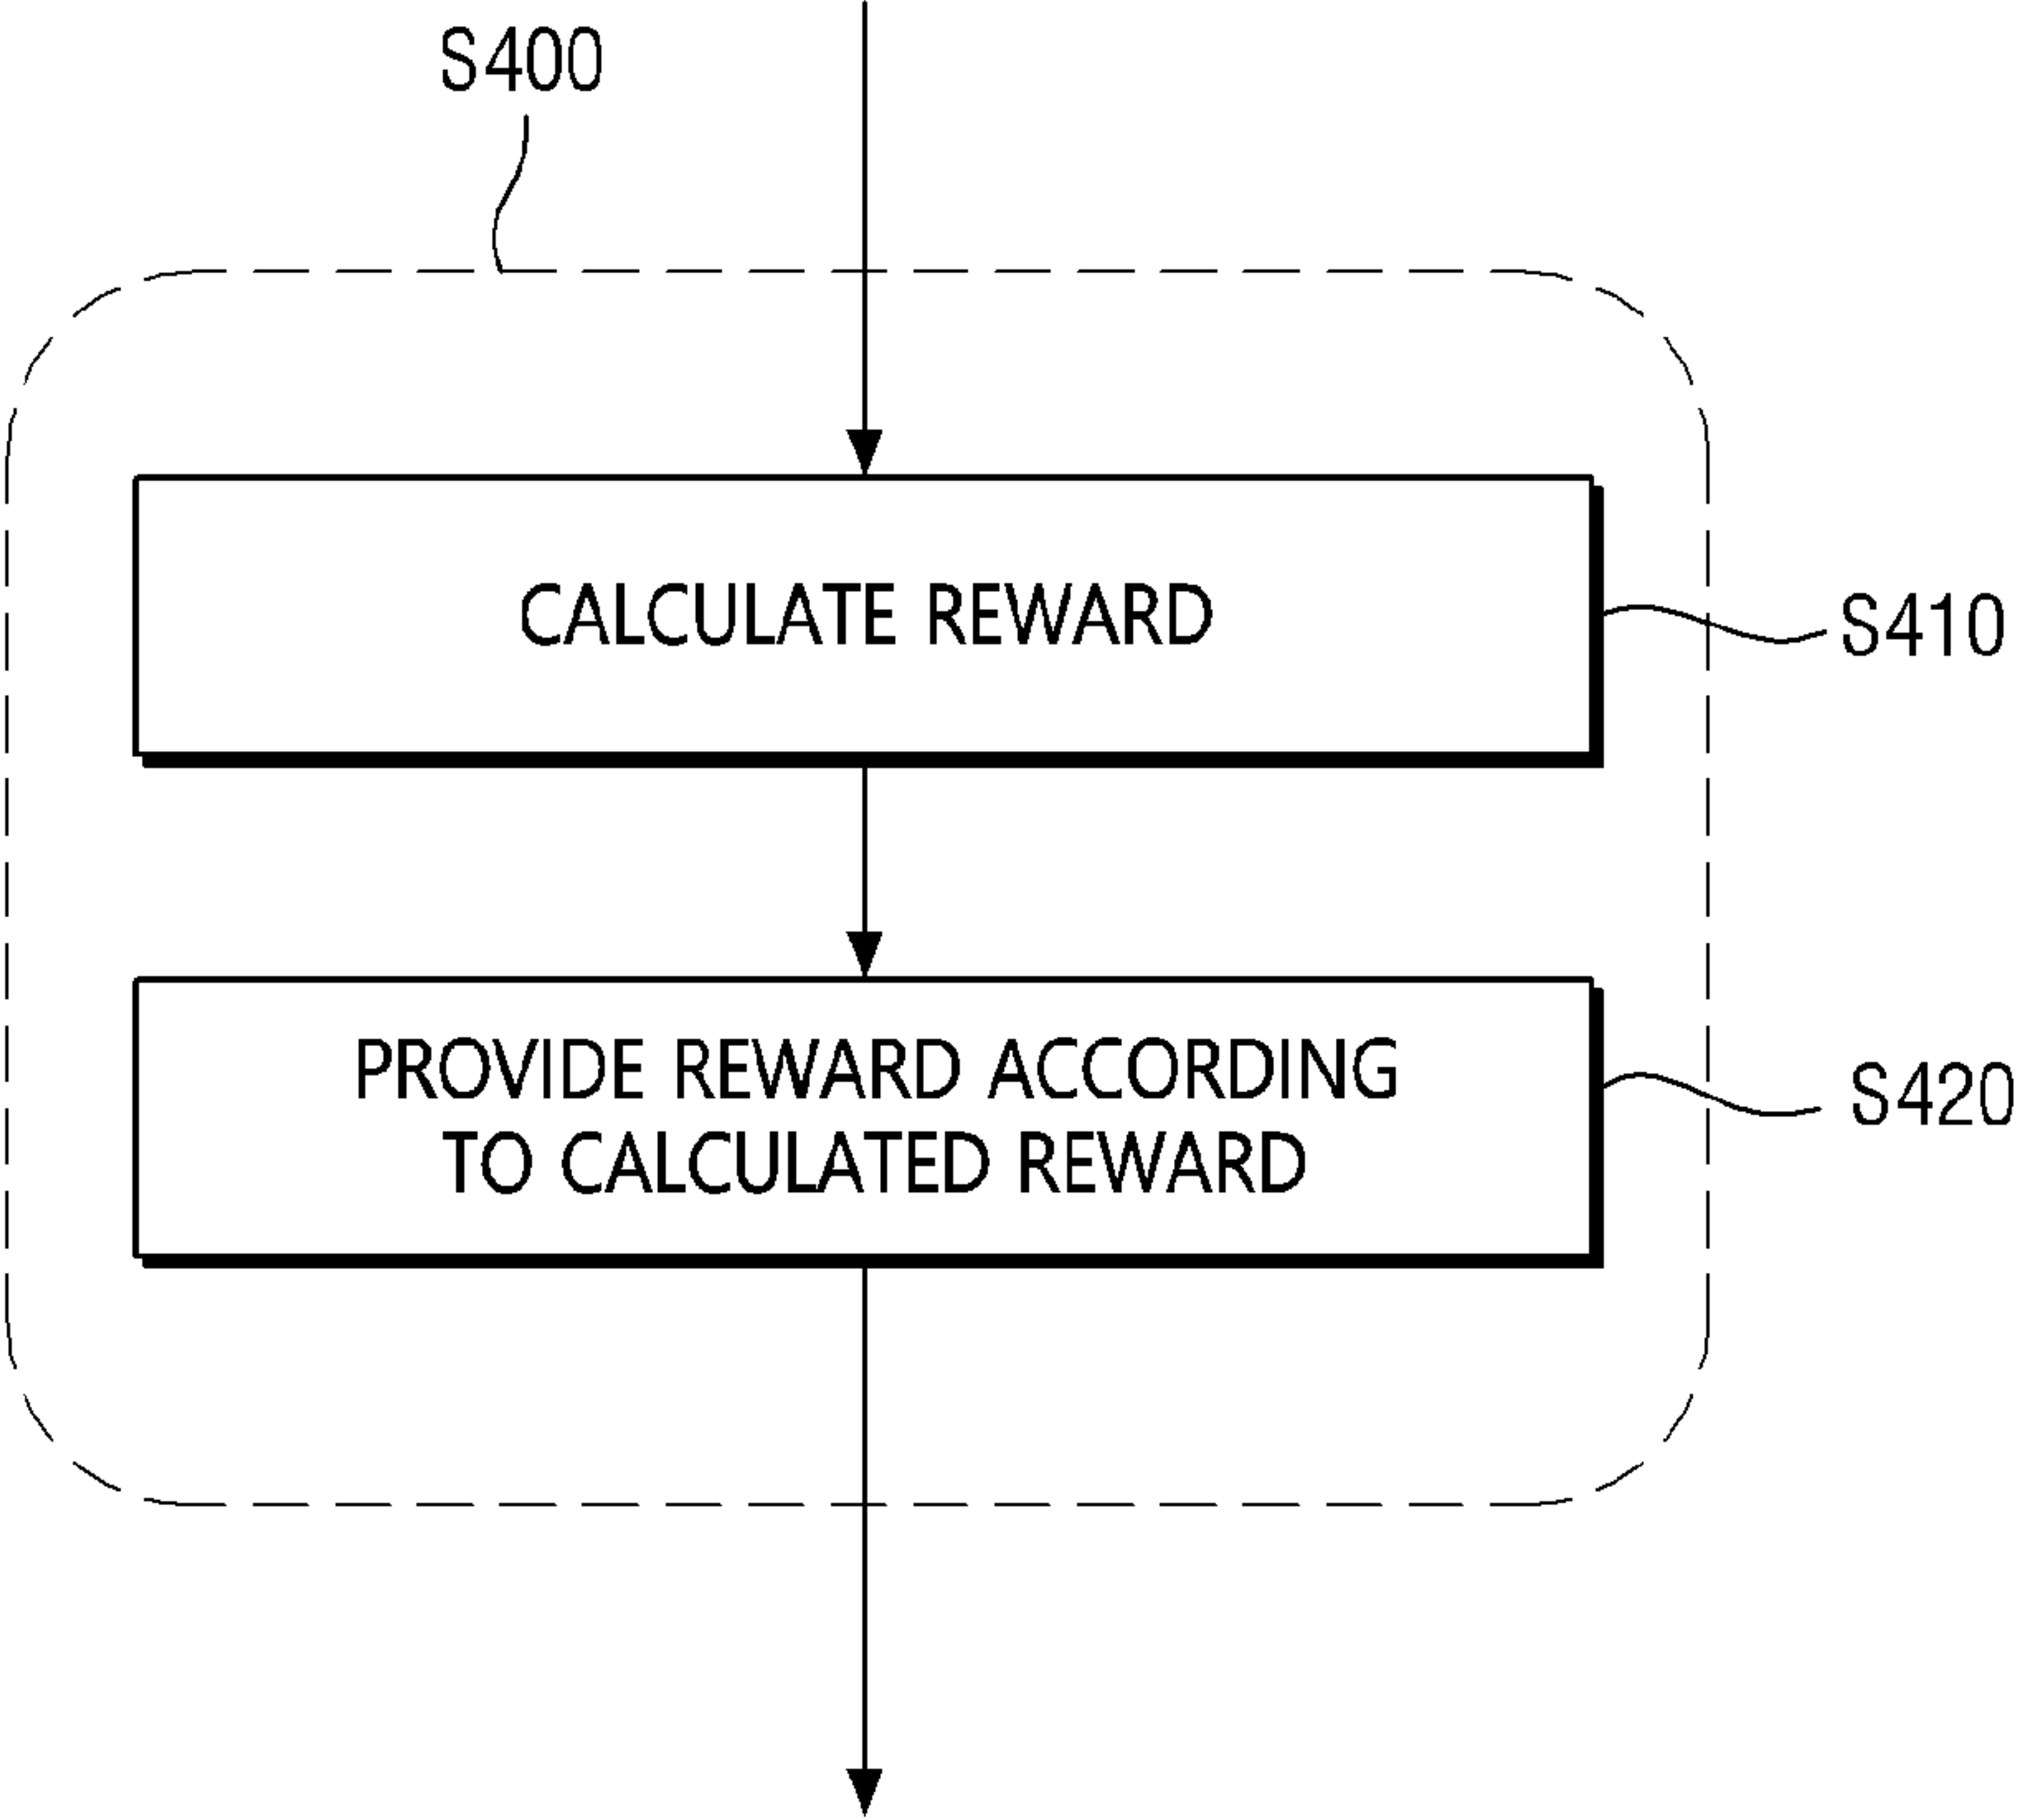 S400
CALCULATE REWARD
S410
PROVIDE REWARD ACCORDING
TO CALCULATED REWARD
S420